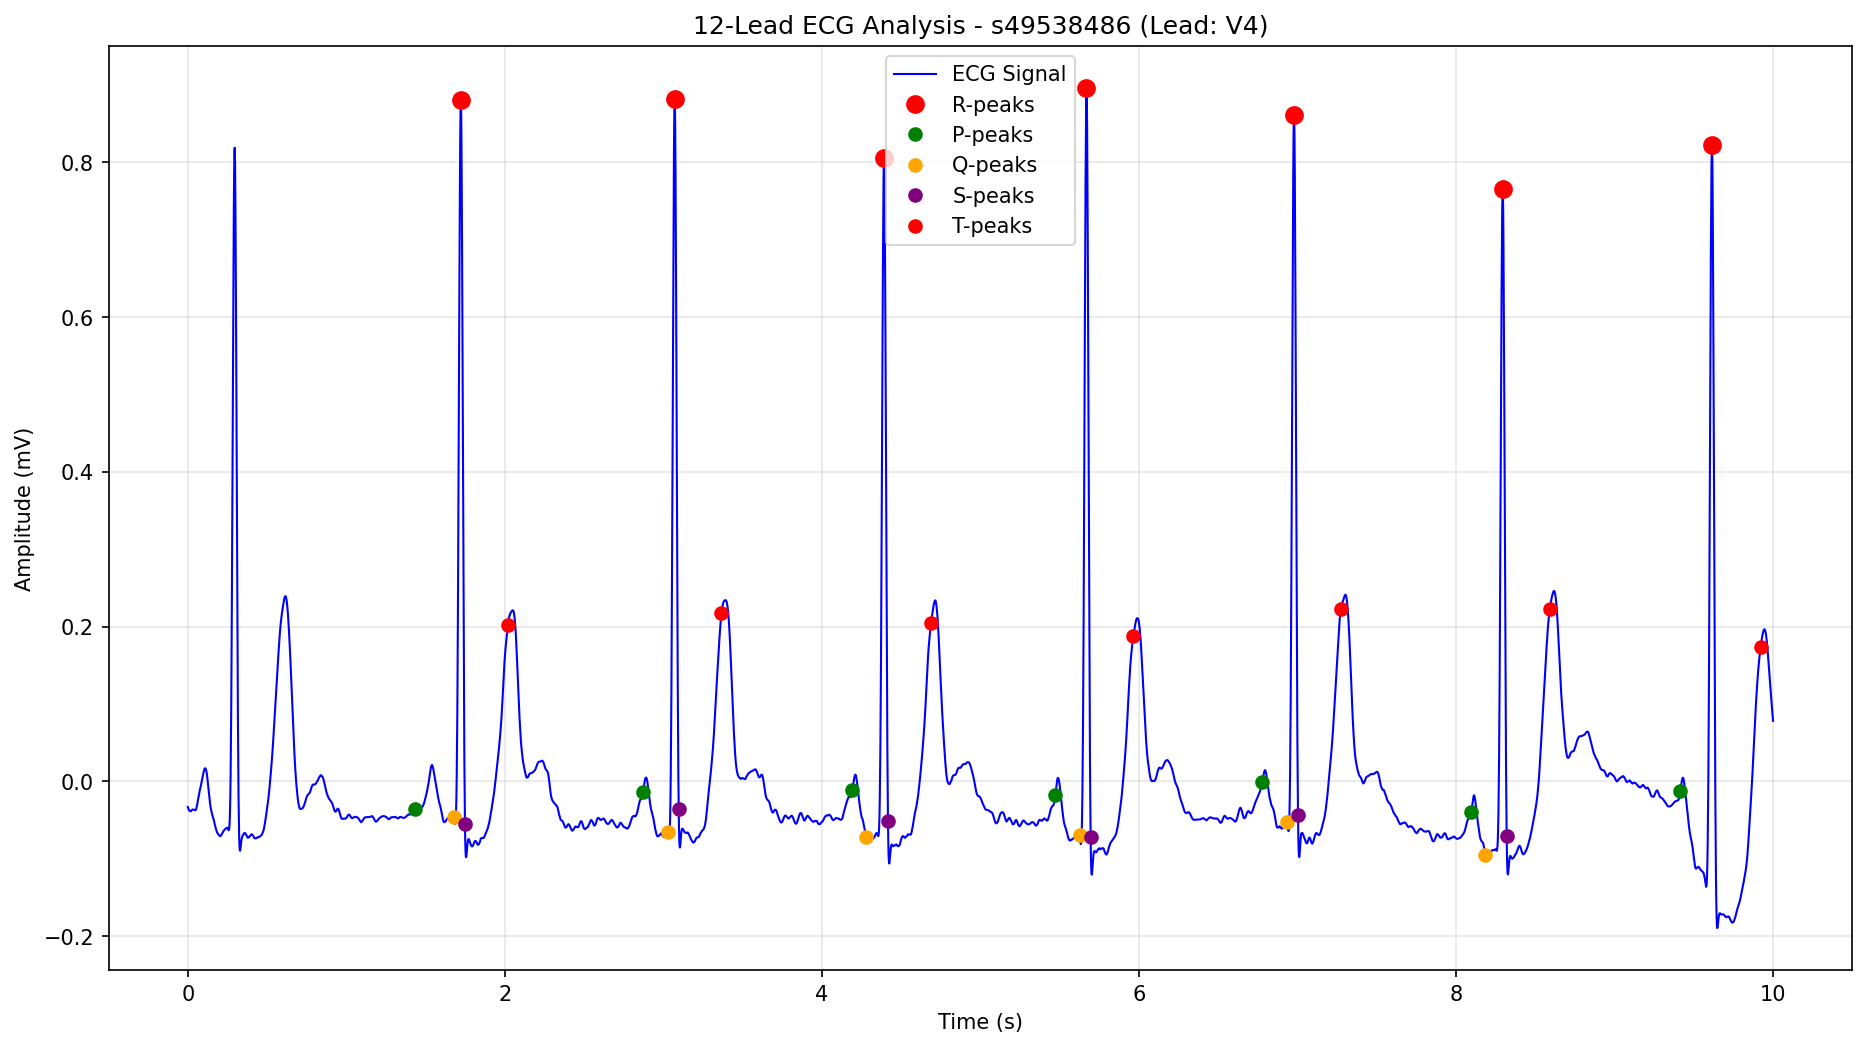 12-Lead ECG Analysis - s49538486 (Lead: V4)
ECG Signal
R-peaks
P-peaks
Q-peaks
S-peaks
T-peaks
Amplitude (mV)
0.8
0.6
0.4
0.2
0.0
−0.2
0 2 4 6 8 10
Time (s)